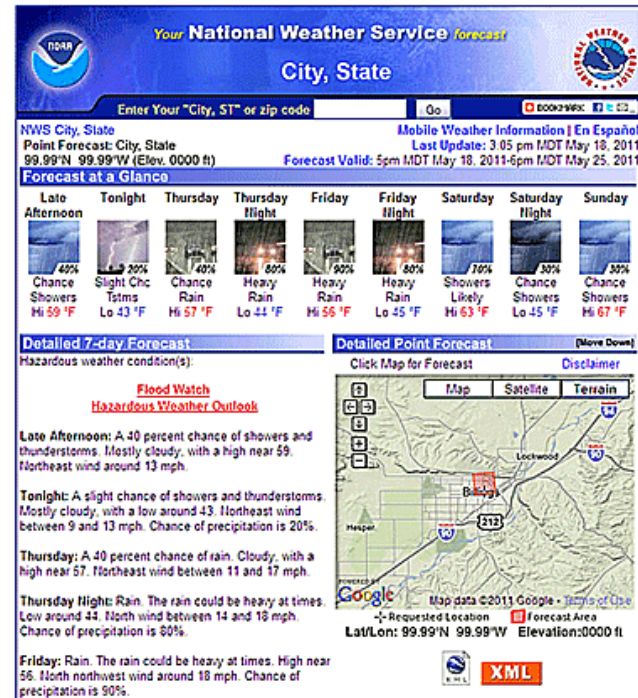 NOAA
Your National Weather Service forecast
NATIONAL WEATHER SERVICE
City, State
Enter Your "City, ST" or zip code
Go
BOOKMARK
NWS City, State
Mobile Weather Information | En Español
Point Forecast: City, State
Last Update: 3:05 pm MDT May 18, 2011
99.99°N 99.99°W (Elev. 0000 ft)
Forecast Valid: 5pm MDT May 18, 2011-6pm MDT May 25, 2011
Forecast at a Glance
Late Afternoon
40%
Chance Showers
Hi 59 °F
Tonight
20%
Slight Chc Tstms
Lo 43 °F
Thursday
40%
Chance Rain
Hi 57 °F
Thursday Night
80%
Heavy Rain
Lo 44 °F
Friday
90%
Heavy Rain
Hi 56 °F
Friday Night
80%
Heavy Rain
Lo 45 °F
Saturday
70%
Showers Likely
Hi 63 °F
Saturday Night
30%
Chance Showers
Lo 45 °F
Sunday
30%
Chance Showers
Hi 67 °F
Detailed 7-day Forecast
Hazardous weather condition(s):
Flood Watch
Hazardous Weather Outlook
Late Afternoon: A 40 percent chance of showers and
thunderstorms. Mostly cloudy, with a high near 59.
Northeast wind around 13 mph.
Tonight: A slight chance of showers and thunderstorms.
Mostly cloudy, with a low around 43. Northeast wind
between 9 and 13 mph. Chance of precipitation is 20%.
Thursday: A 40 percent chance of rain. Cloudy, with a
high near 57. Northeast wind between 11 and 17 mph.
Thursday Night: Rain. The rain could be heavy at times.
Low around 44. North wind between 14 and 18 mph.
Chance of precipitation is 80%.
Friday: Rain. The rain could be heavy at times. High near
56. North northwest wind around 18 mph. Chance of
precipitation is 90%.
Detailed Point Forecast
[Move Down]
Click Map for Forecast
Disclaimer
Map
Satellite
Terrain
94
Lockwood
90
212
Hesper
90
POWERED BY
Google
Map data ©2011 Google - Terms of Use
Requested Location
Forecast Area
Lat/Lon: 99.99°N 99.99°W Elevation:0000 ft
KML
XML